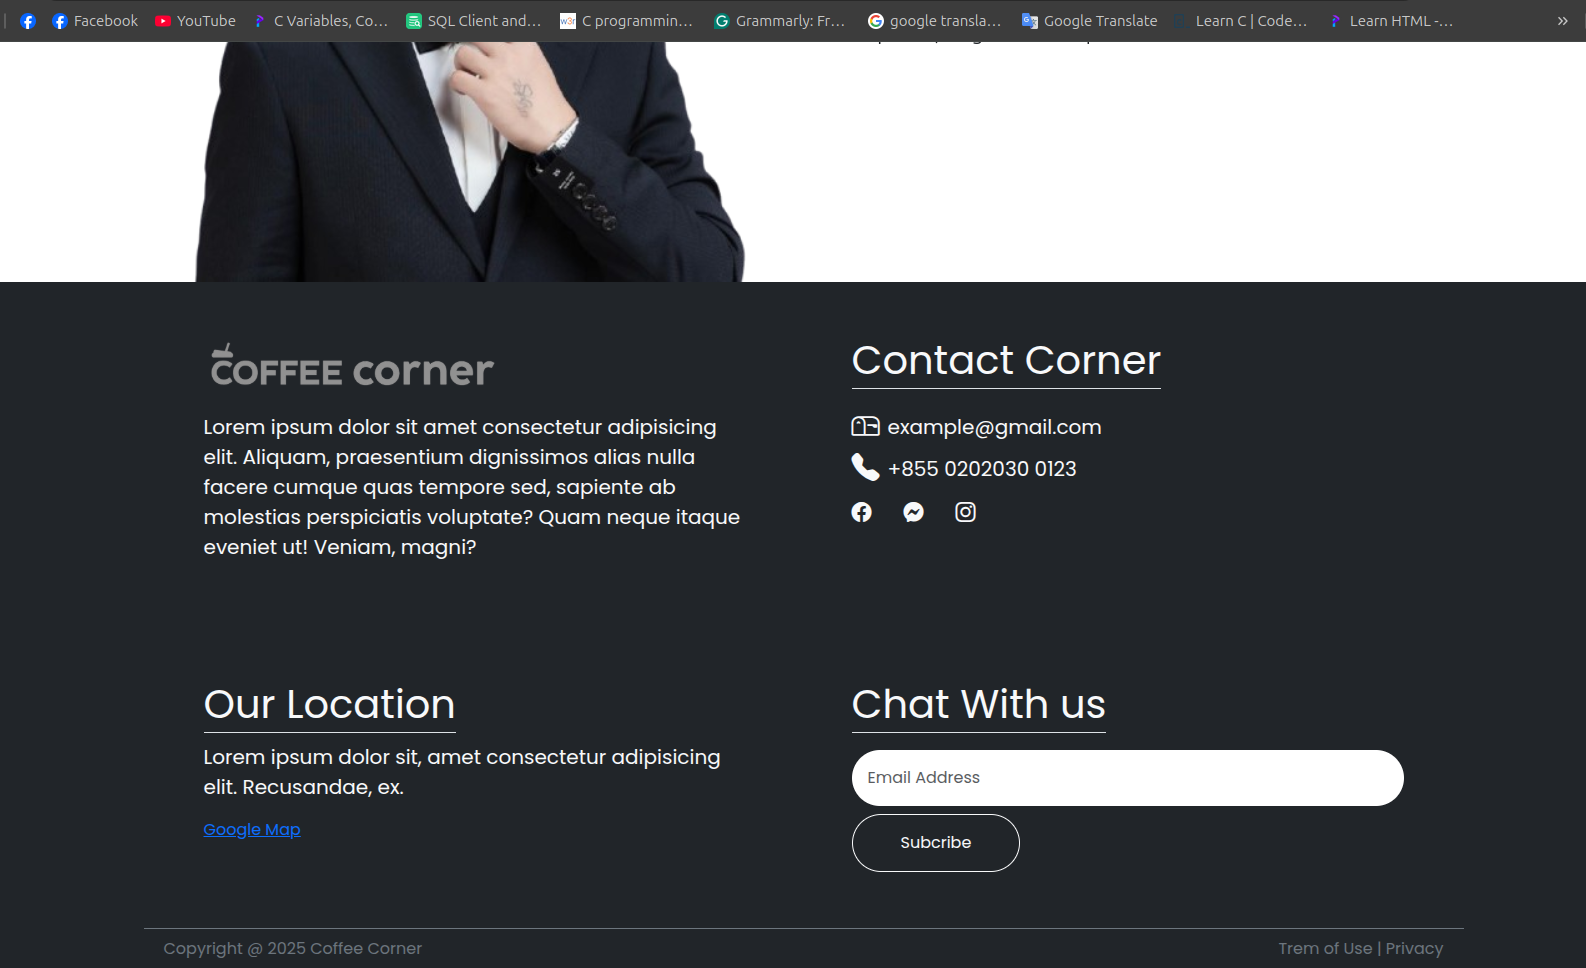 Facebook
YouTube
C Variables, Co...
SQL Client and...
w3r
C programmin...
Grammarly: Fr...
google transla...
Google Translate
Learn C | Code...
Learn HTML -...
COFFEE corner
Lorem ipsum dolor sit amet consectetur adipisicing
elit. Aliquam, praesentium dignissimos alias nulla
facere cumque quas tempore sed, sapiente ab
molestias perspiciatis voluptate? Quam neque itaque
eveniet ut! Veniam, magni?
Contact Corner
example@gmail.com
+855 0202030 0123
Our Location
Lorem ipsum dolor sit, amet consectetur adipisicing
elit. Recusandae, ex.
Google Map
Chat With us
Email Address
Subcribe
Copyright @ 2025 Coffee Corner
Trem of Use | Privacy